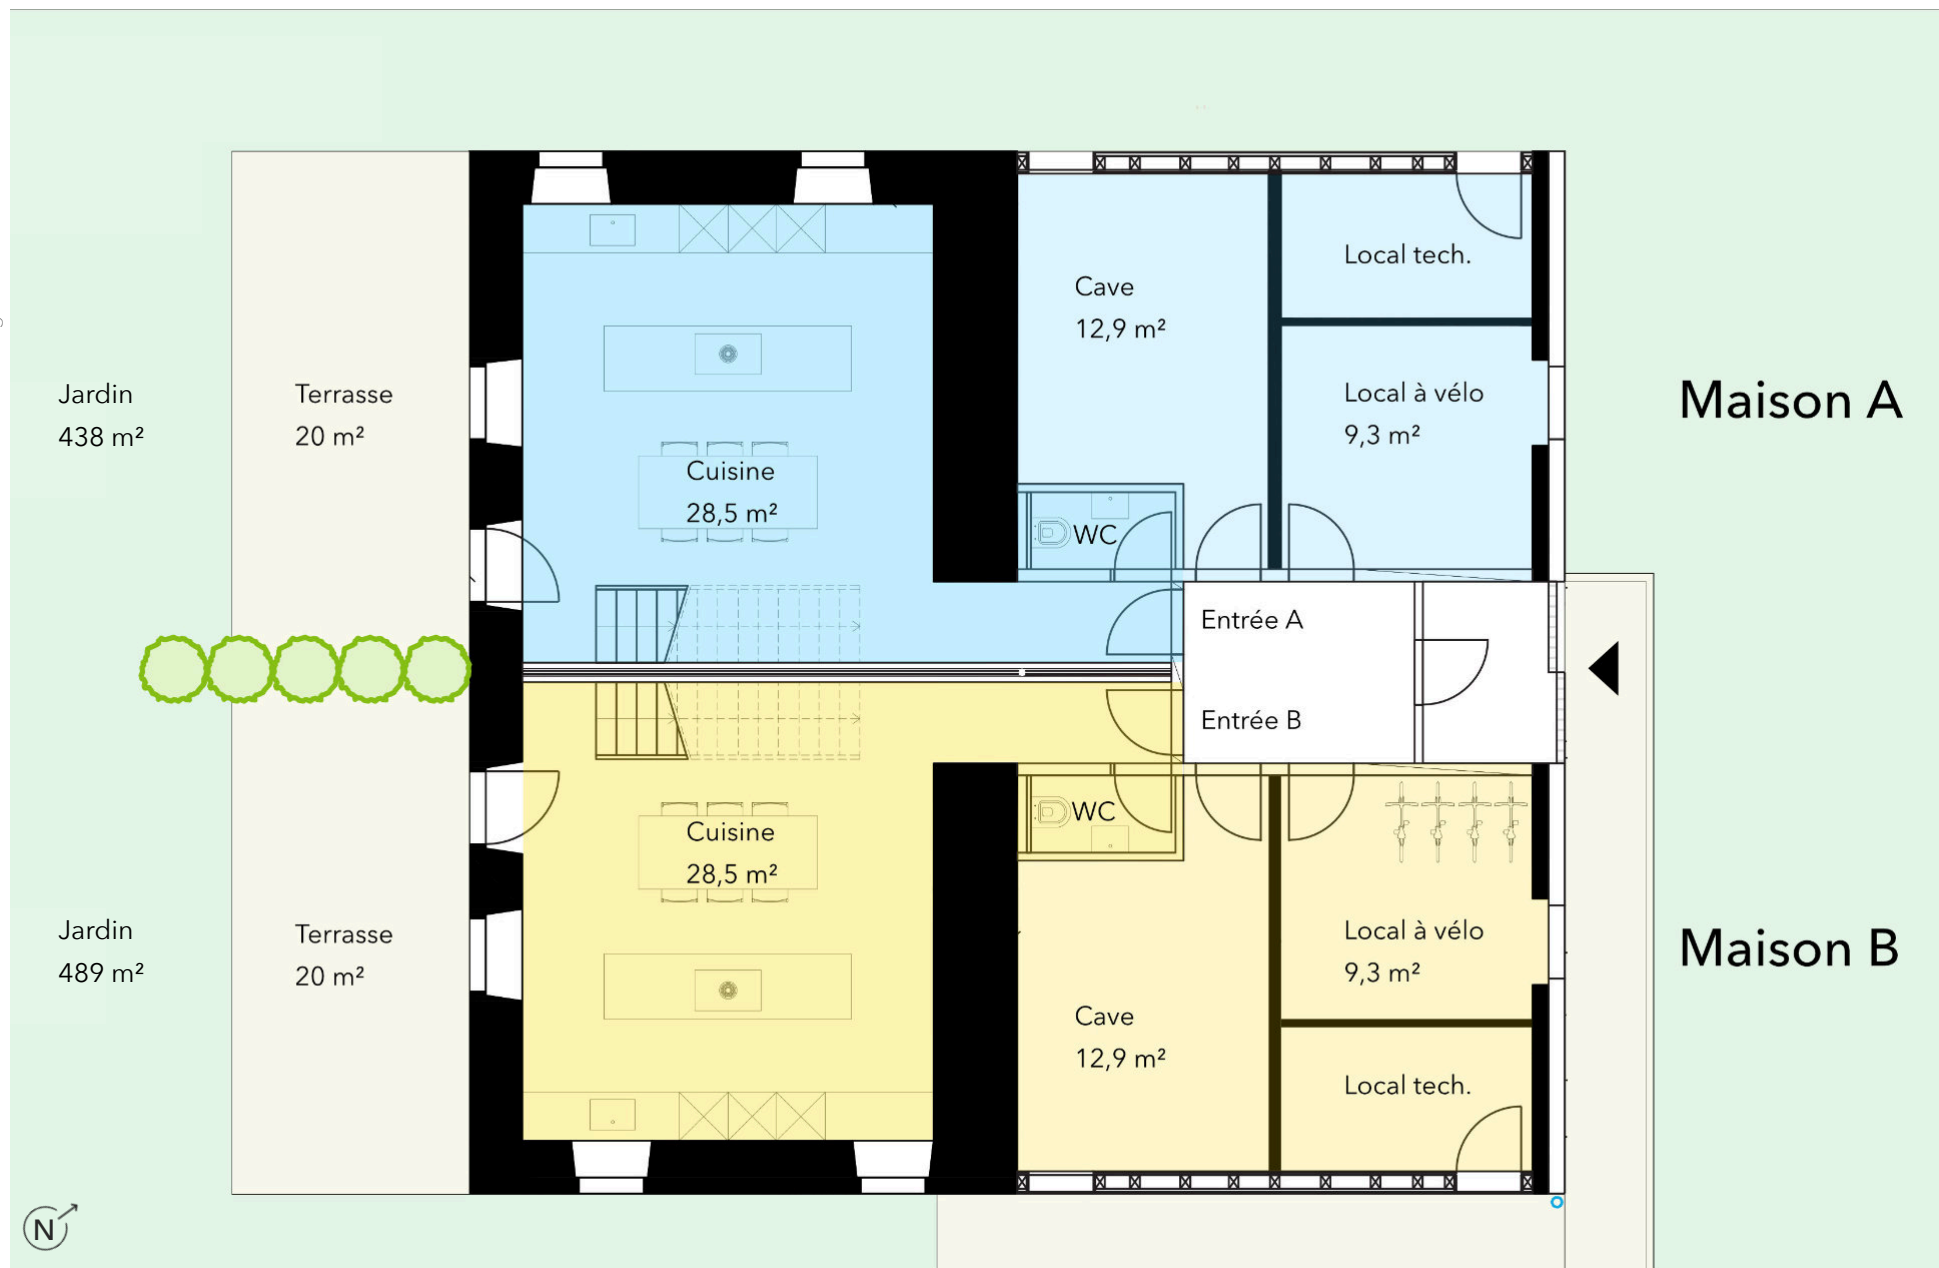 Local tech.
Cave
12,9 m²
Jardin
438 m²
Terrasse
20 m²
Local à vélo
9,3 m²
Maison A
Cuisine
28,5 m²
WC
Entrée A
Entrée B
WC
Cuisine
28,5 m²
Jardin
489 m²
Terrasse
20 m²
Local à vélo
9,3 m²
Maison B
Cave
12,9 m²
Local tech.
N